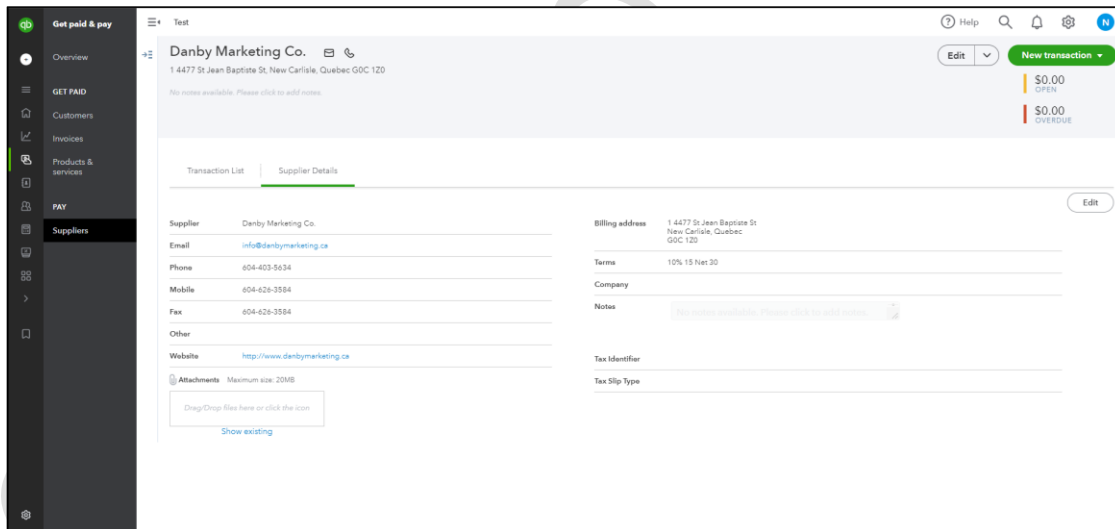 qb
Get paid & pay
Test
Help
N
Overview
GET PAID
Customers
Invoices
Products &
services
PAY
Suppliers
Danby Marketing Co.
1 4477 St Jean Baptiste St, New Carlisle, Quebec G0C 1Z0
No notes available. Please click to add notes.
Edit
New transaction
$0.00
OPEN
$0.00
OVERDUE
Transaction List
Supplier Details
Edit
Supplier Danby Marketing Co.
Email info@danbymarketing.ca
Phone 604-403-5634
Mobile 604-626-3584
Fax 604-626-3584
Other
Website http://www.danbymarketing.ca
Attachments Maximum size: 20MB
Drag/Drop files here or click the icon
Show existing
Billing address 1 4477 St Jean Baptiste St
New Carlisle, Quebec
G0C 1Z0
Terms 10% 15 Net 30
Company
Notes No notes available. Please click to add notes.
Tax Identifier
Tax Slip Type